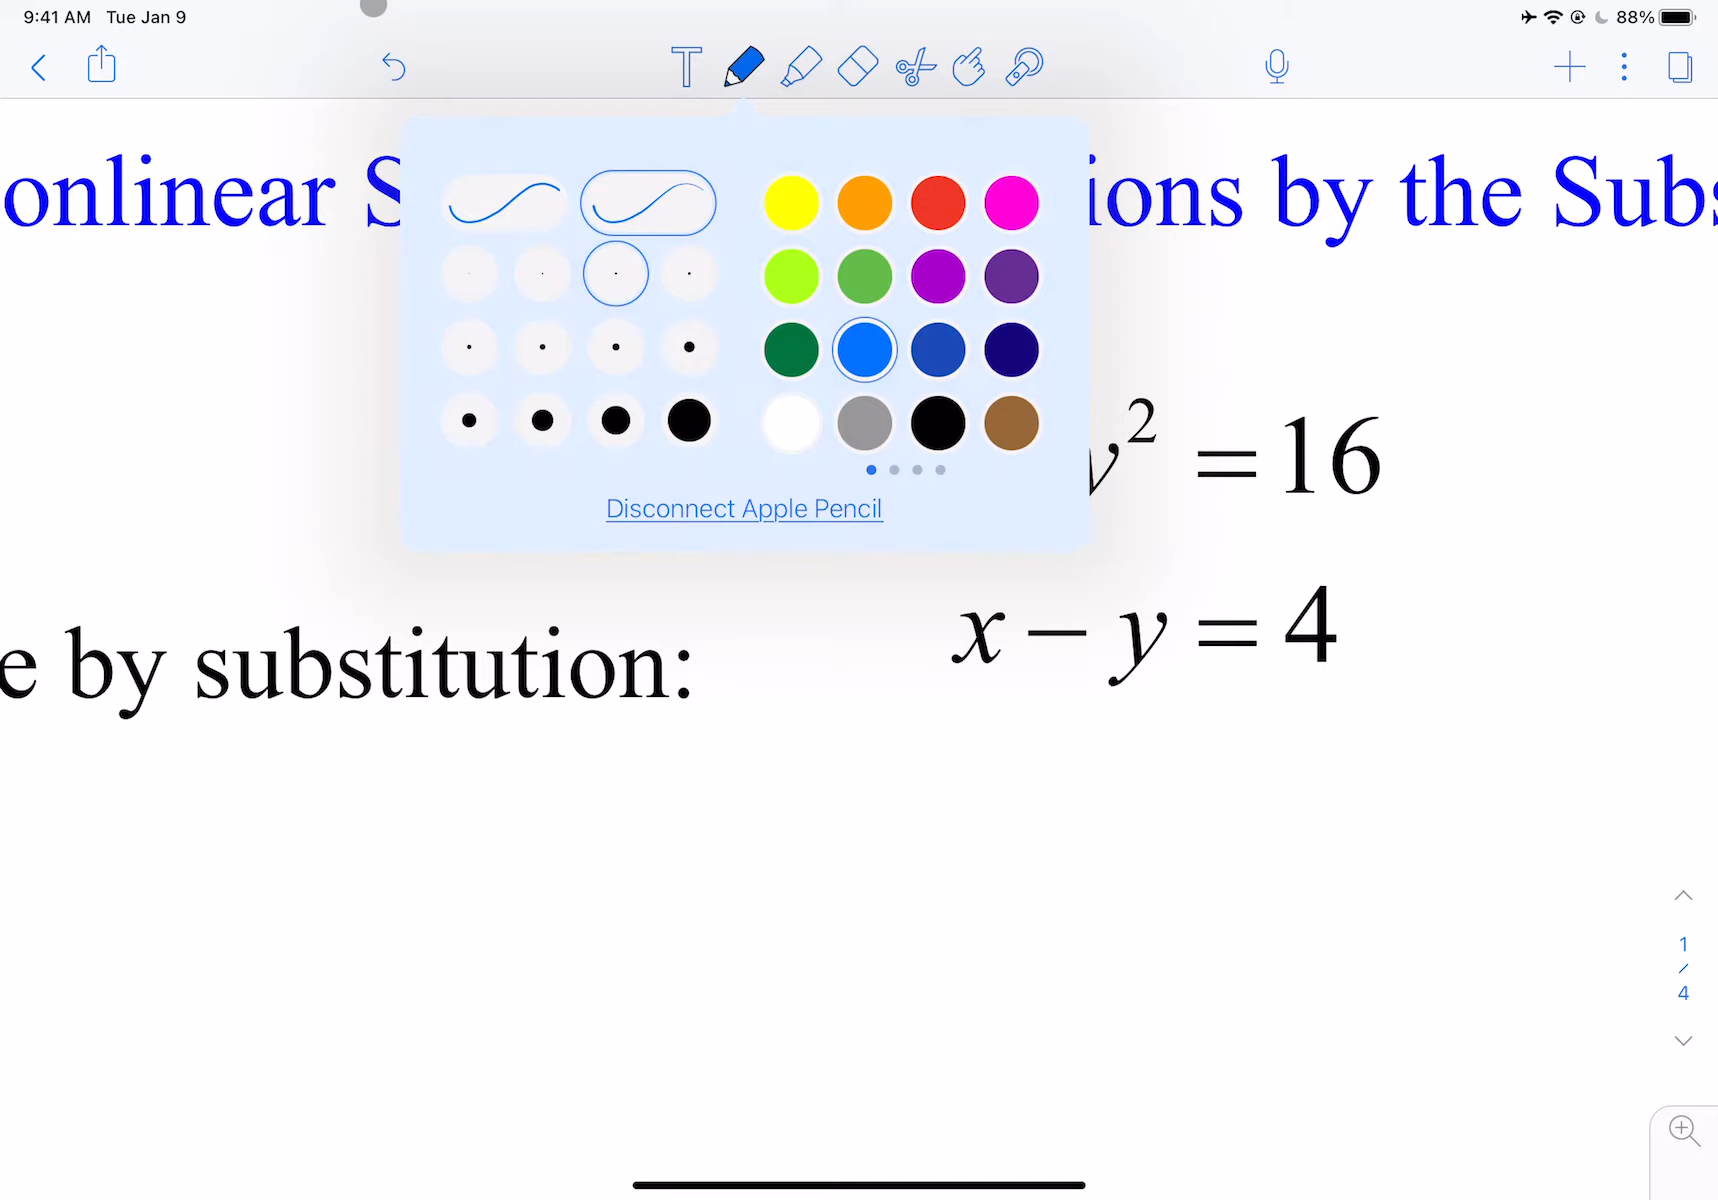 9:41 AM Tue Jan 9 88%
T
onlinear S ions by the Subs
y² = 16
Disconnect Apple Pencil
x − y = 4
e by substitution:
1
/
4